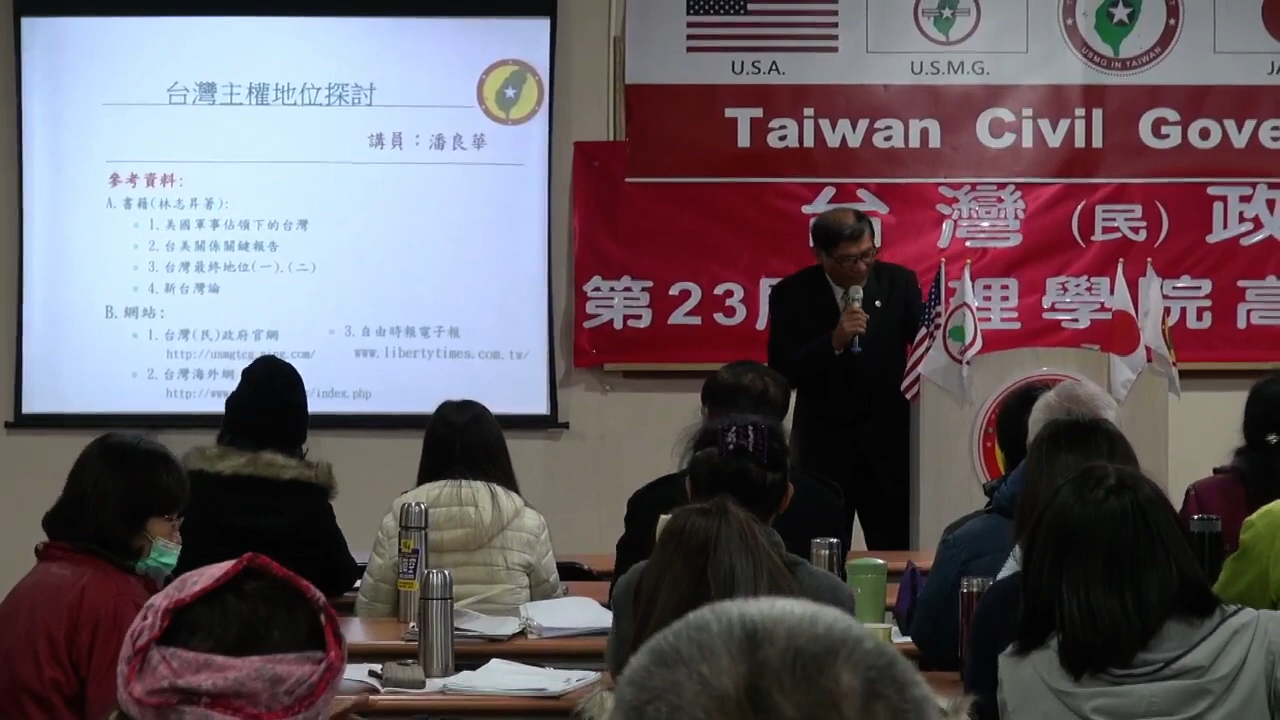 台灣主權地位探討
講員：潘良華
參考資料:
A.書籍(林志昇著):
1.美國軍事佔領下的台灣
2.台美關係關鍵報告
3.台灣最終地位(一).(二)
4.新台灣論
B.網站:
1.台灣(民)政府官網
3.自由時報電子報
www.libertytimes.com.tw/
2.台灣海外網
/index.php
U.S.A.
U.S.M.G.
USMG IN TAIWAN
JA
Taiwan Civil Gove
台灣(民)政
第23 理學院高